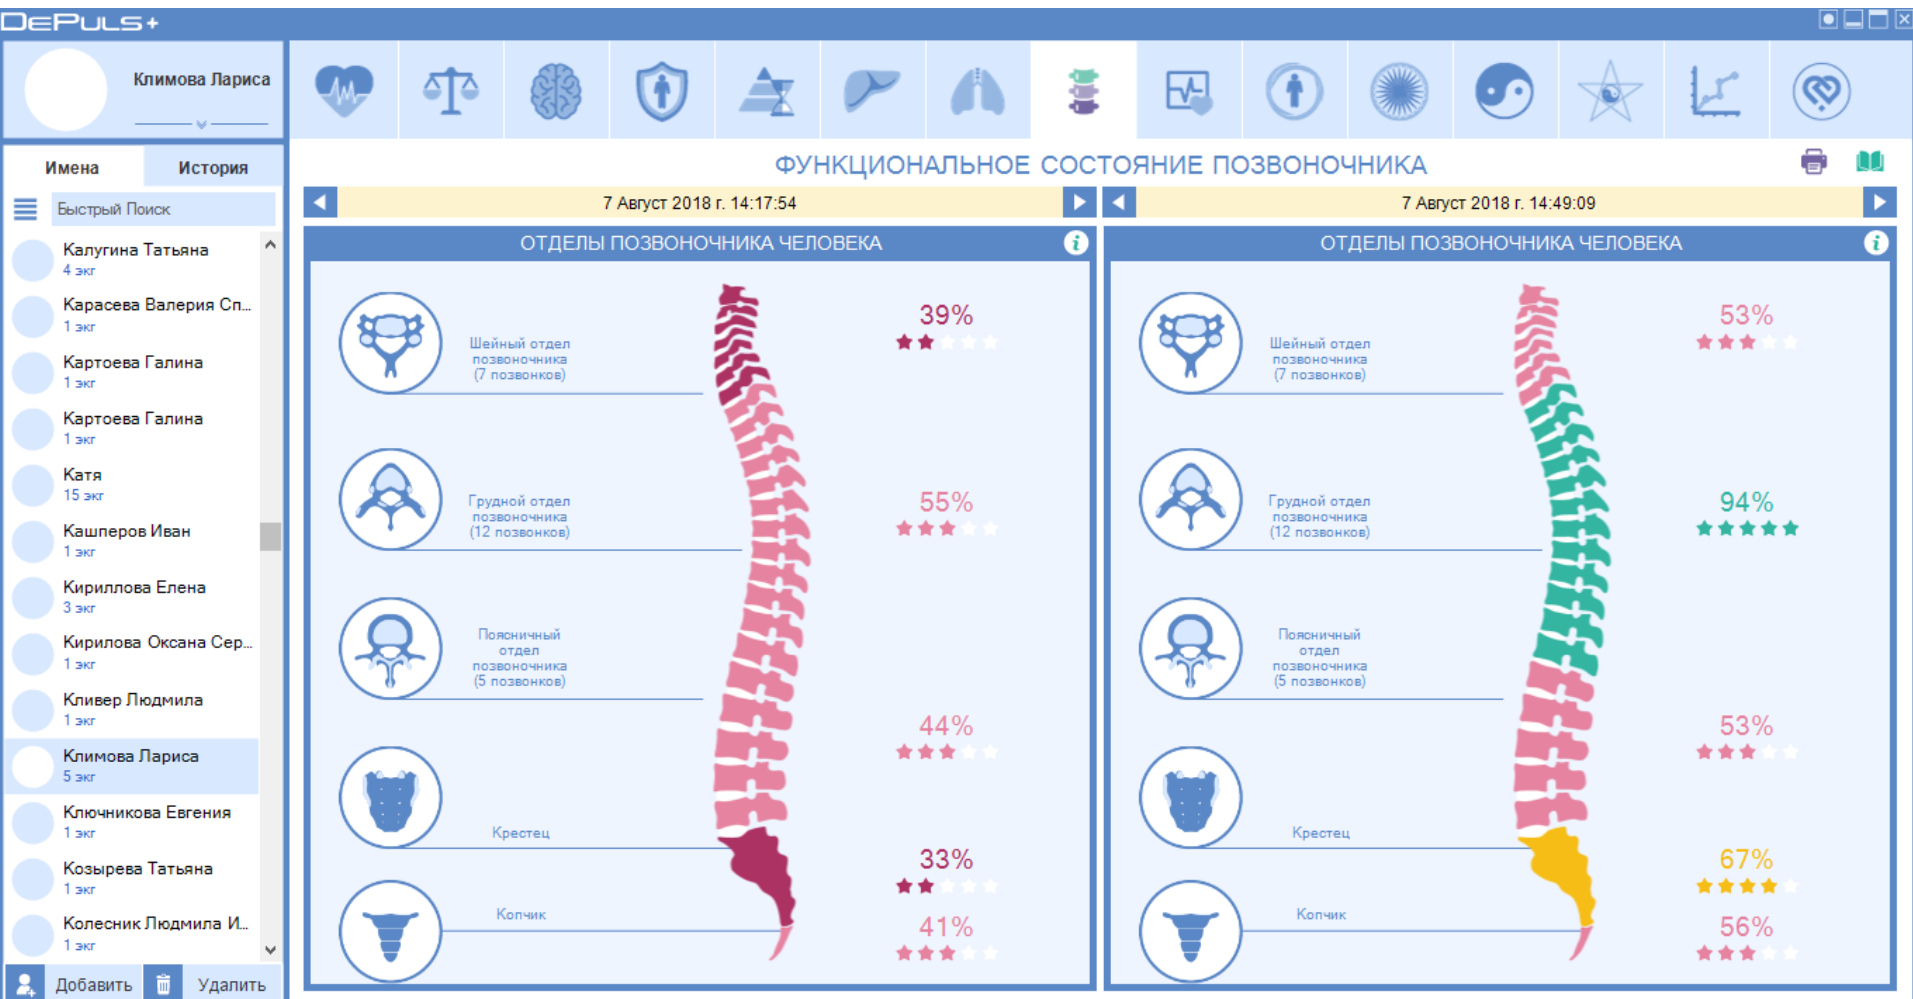 DEPULS+
Климова Лариса
Имена
История
Быстрый Поиск
Калугина Татьяна
4 экг
Карасева Валерия Сп...
1 экг
Картоева Галина
1 экг
Картоева Галина
1 экг
Катя
15 экг
Кашперов Иван
1 экг
Кириллова Елена
3 экг
Кирилова Оксана Сер...
1 экг
Кливер Людмила
1 экг
Климова Лариса
5 экг
Ключникова Евгения
1 экг
Козырева Татьяна
1 экг
Колесник Людмила И...
1 экг
Добавить
Удалить
ФУНКЦИОНАЛЬНОЕ СОСТОЯНИЕ ПОЗВОНОЧНИКА
7 Август 2018 г. 14:17:54
ОТДЕЛЫ ПОЗВОНОЧНИКА ЧЕЛОВЕКА
i
Шейный отдел
позвоночника
(7 позвонков)
39%
Грудной отдел
позвоночника
(12 позвонков)
55%
Поясничный
отдел
позвоночника
(5 позвонков)
44%
Крестец
33%
Копчик
41%
7 Август 2018 г. 14:49:09
ОТДЕЛЫ ПОЗВОНОЧНИКА ЧЕЛОВЕКА
i
Шейный отдел
позвоночника
(7 позвонков)
53%
Грудной отдел
позвоночника
(12 позвонков)
94%
Поясничный
отдел
позвоночника
(5 позвонков)
53%
Крестец
67%
Копчик
56%